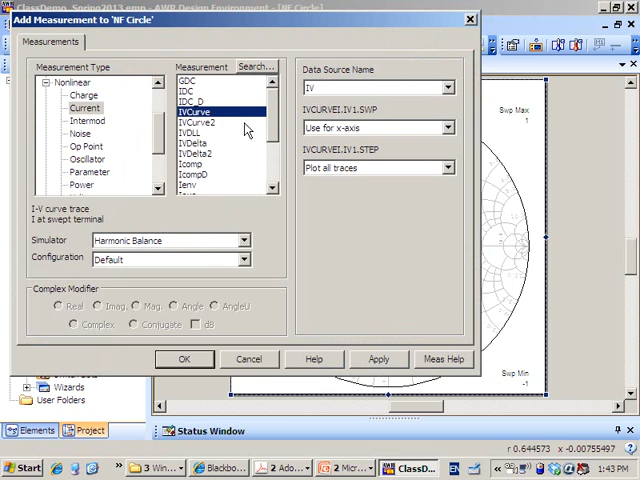 ClassDemo_Spring2013.emp - AWR Design Environment - [NF Circle]
Add Measurement to 'NF Circle'
Measurements
Measurement Type
Measurement
Search...
Nonlinear
Charge
Current
Intermod
Noise
Op Point
Oscillator
Parameter
Power
GDC
IDC
IDC_D
IVCurve
IVCurve2
IVDLL
IVDelta
IVDelta2
Icomp
IcompD
Ienv
Data Source Name
IV
IVCURVEI.IV1.SWP
Use for x-axis
IVCURVEI.IV1.STEP
Plot all traces
Swp Max
1
I-V curve trace
I at swept terminal
Simulator
Harmonic Balance
Configuration
Default
Complex Modifier
Real
Imag.
Mag.
Angle
AngleU
Complex
Conjugate
dB
OK
Cancel
Help
Apply
Meas Help
Swp Min
-1
Wizards
User Folders
Elements
Project
Status Window
r 0.644573
x -0.00755497
Start
3 Win...
Blackboa...
2 Ado...
2 Micr...
ClassD...
EN
1:43 PM